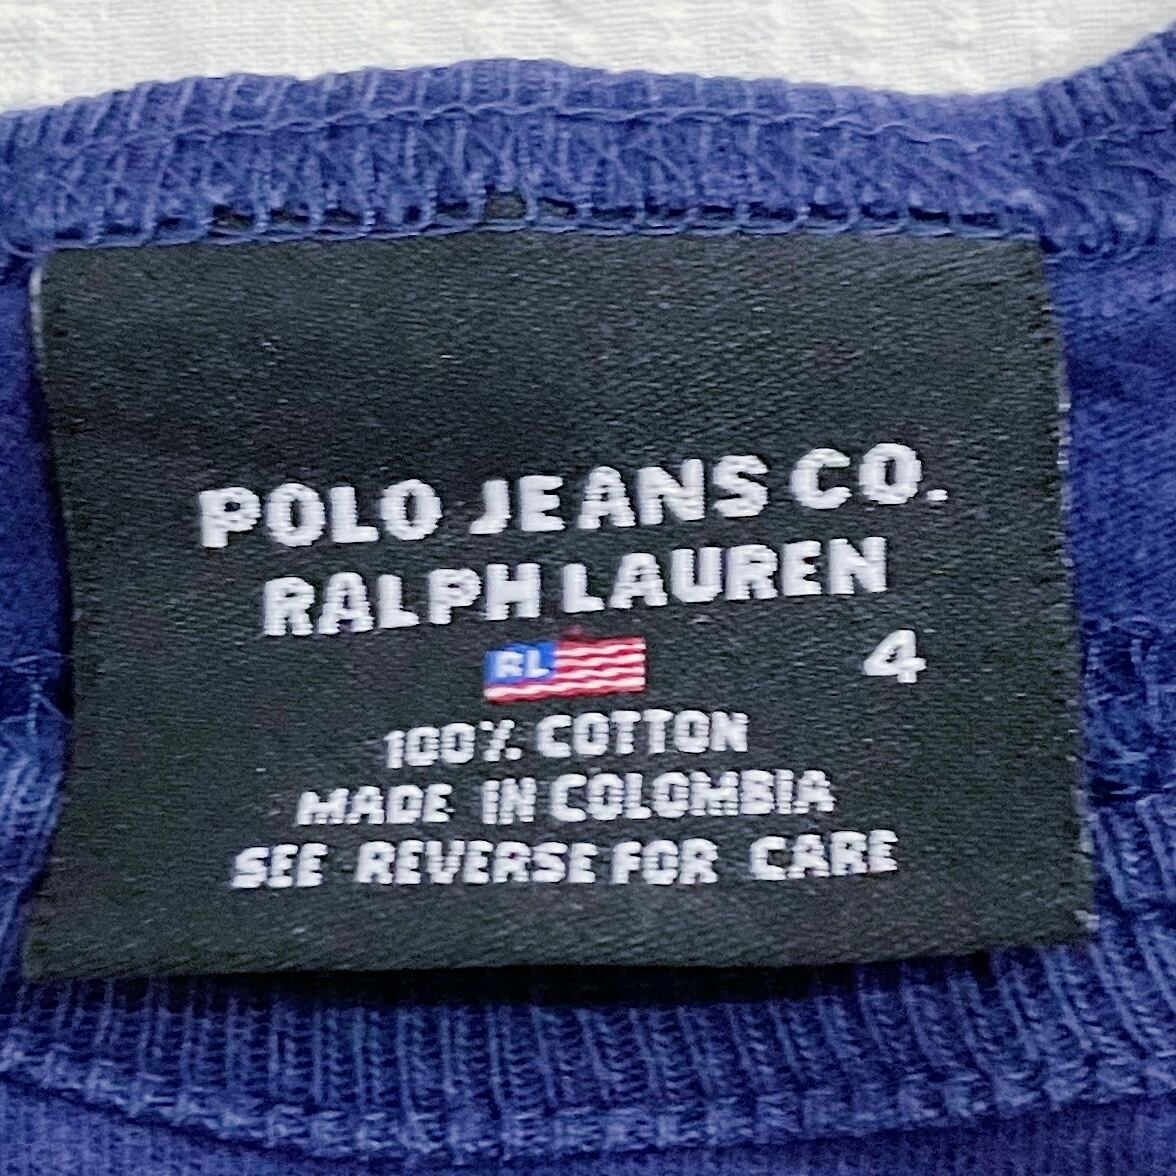 POLO JEANS CO.
RALPH LAUREN
RL
4
100% COTTON
MADE IN COLOMBIA
SEE REVERSE FOR CARE